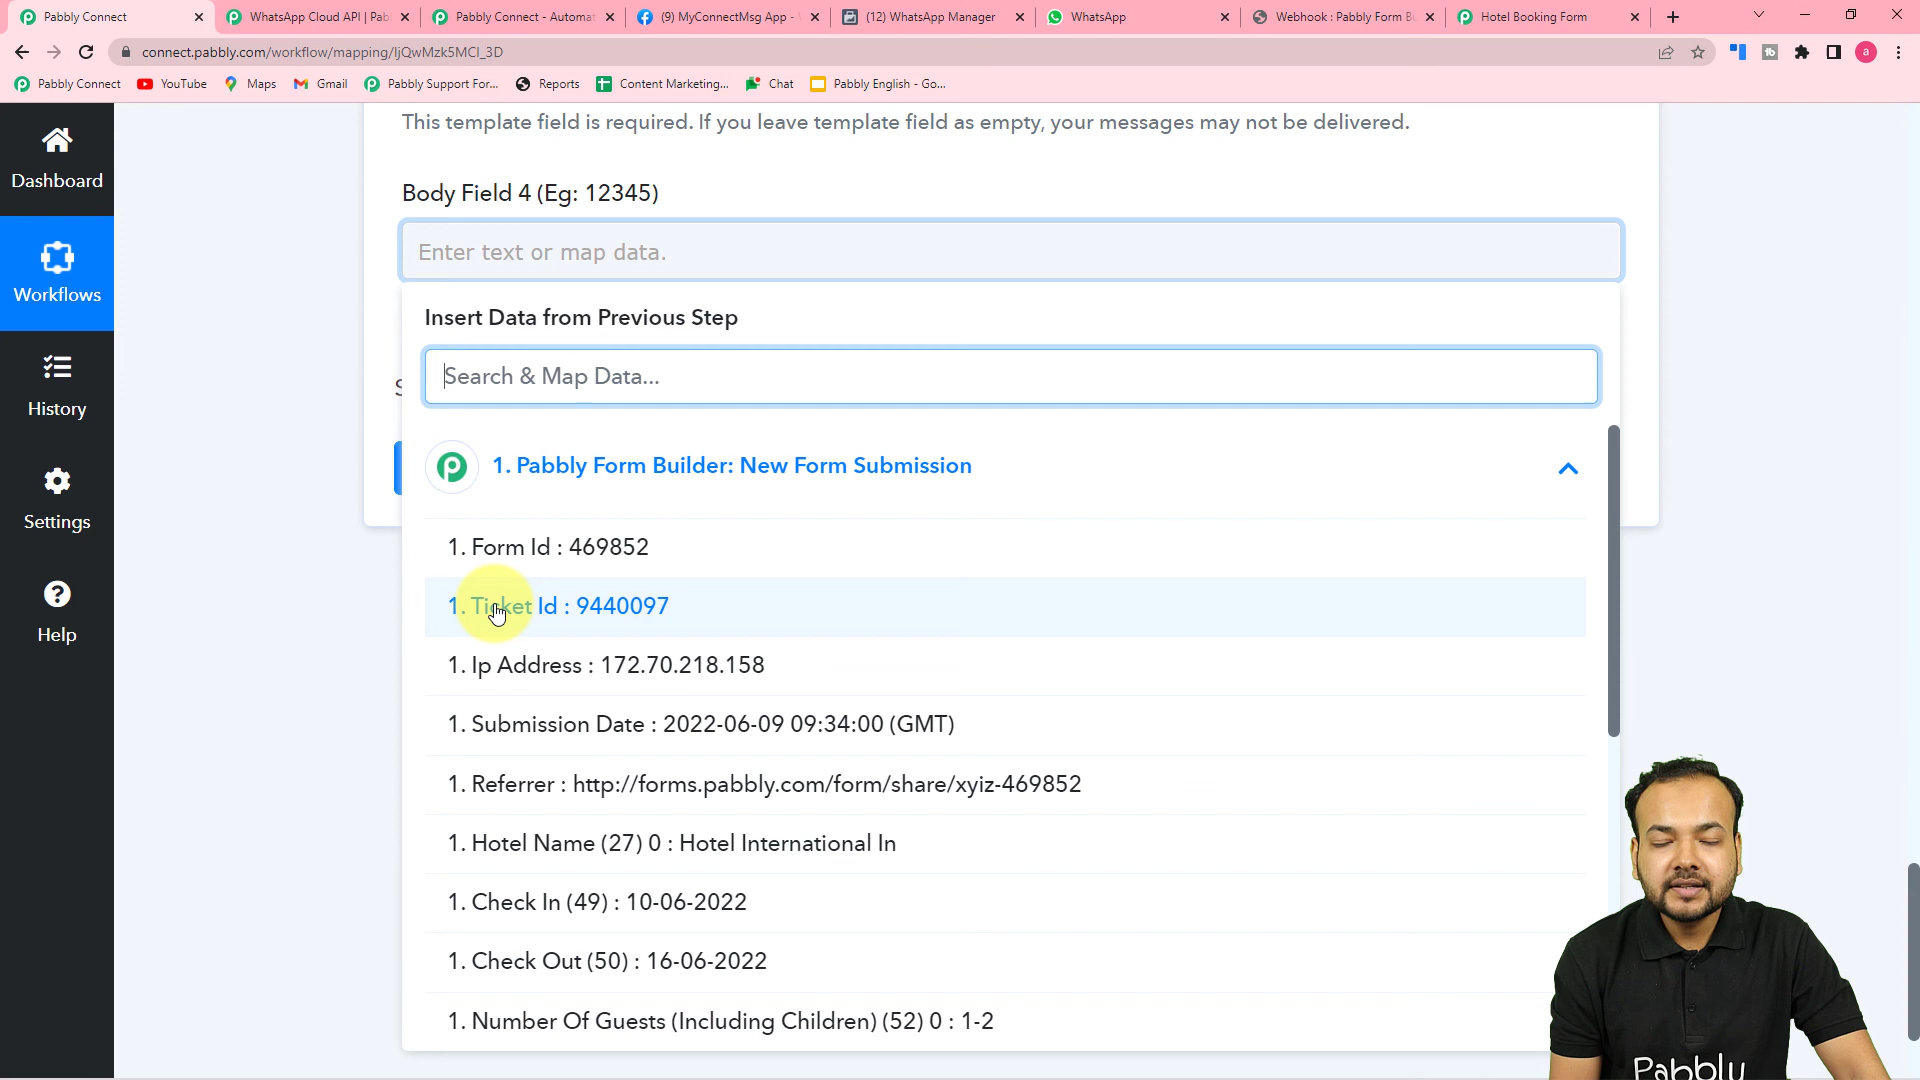 Pabbly Connect
WhatsApp Cloud API | Pab
Pabbly Connect - Automat
(9) MyConnectMsg App -
(12) WhatsApp Manager
WhatsApp
Webhook : Pabbly Form B
Hotel Booking Form
connect.pabbly.com/workflow/mapping/IjQwMzk5MCI_3D
Pabbly Connect
YouTube
Maps
Gmail
Pabbly Support For...
Reports
Content Marketing...
Chat
Pabbly English - Go...
Dashboard
Workflows
History
Settings
Help
This template field is required. If you leave template field as empty, your messages may not be delivered.
Body Field 4 (Eg: 12345)
Enter text or map data.
Insert Data from Previous Step
Search & Map Data...
1. Pabbly Form Builder: New Form Submission
1. Form Id : 469852
1. Ticket Id : 9440097
1. Ip Address : 172.70.218.158
1. Submission Date : 2022-06-09 09:34:00 (GMT)
1. Referrer : http://forms.pabbly.com/form/share/xyiz-469852
1. Hotel Name (27) 0 : Hotel International In
1. Check In (49) : 10-06-2022
1. Check Out (50) : 16-06-2022
1. Number Of Guests (Including Children) (52) 0 : 1-2
Pabbly